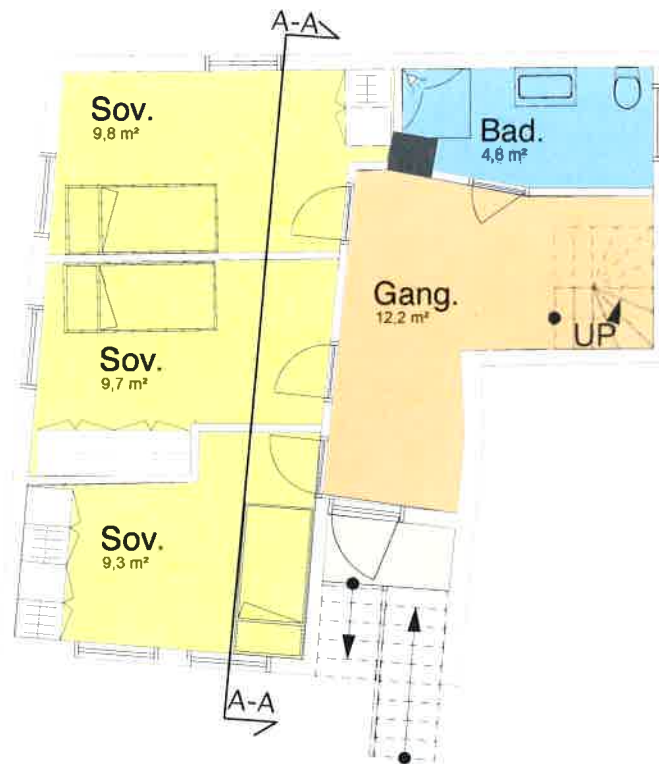 A-A
Sov.
9,8 m²
Bad.
4,8 m²
Gang.
12,2 m²
UP
Sov.
9,7 m²
Sov.
9,3 m²
A-A